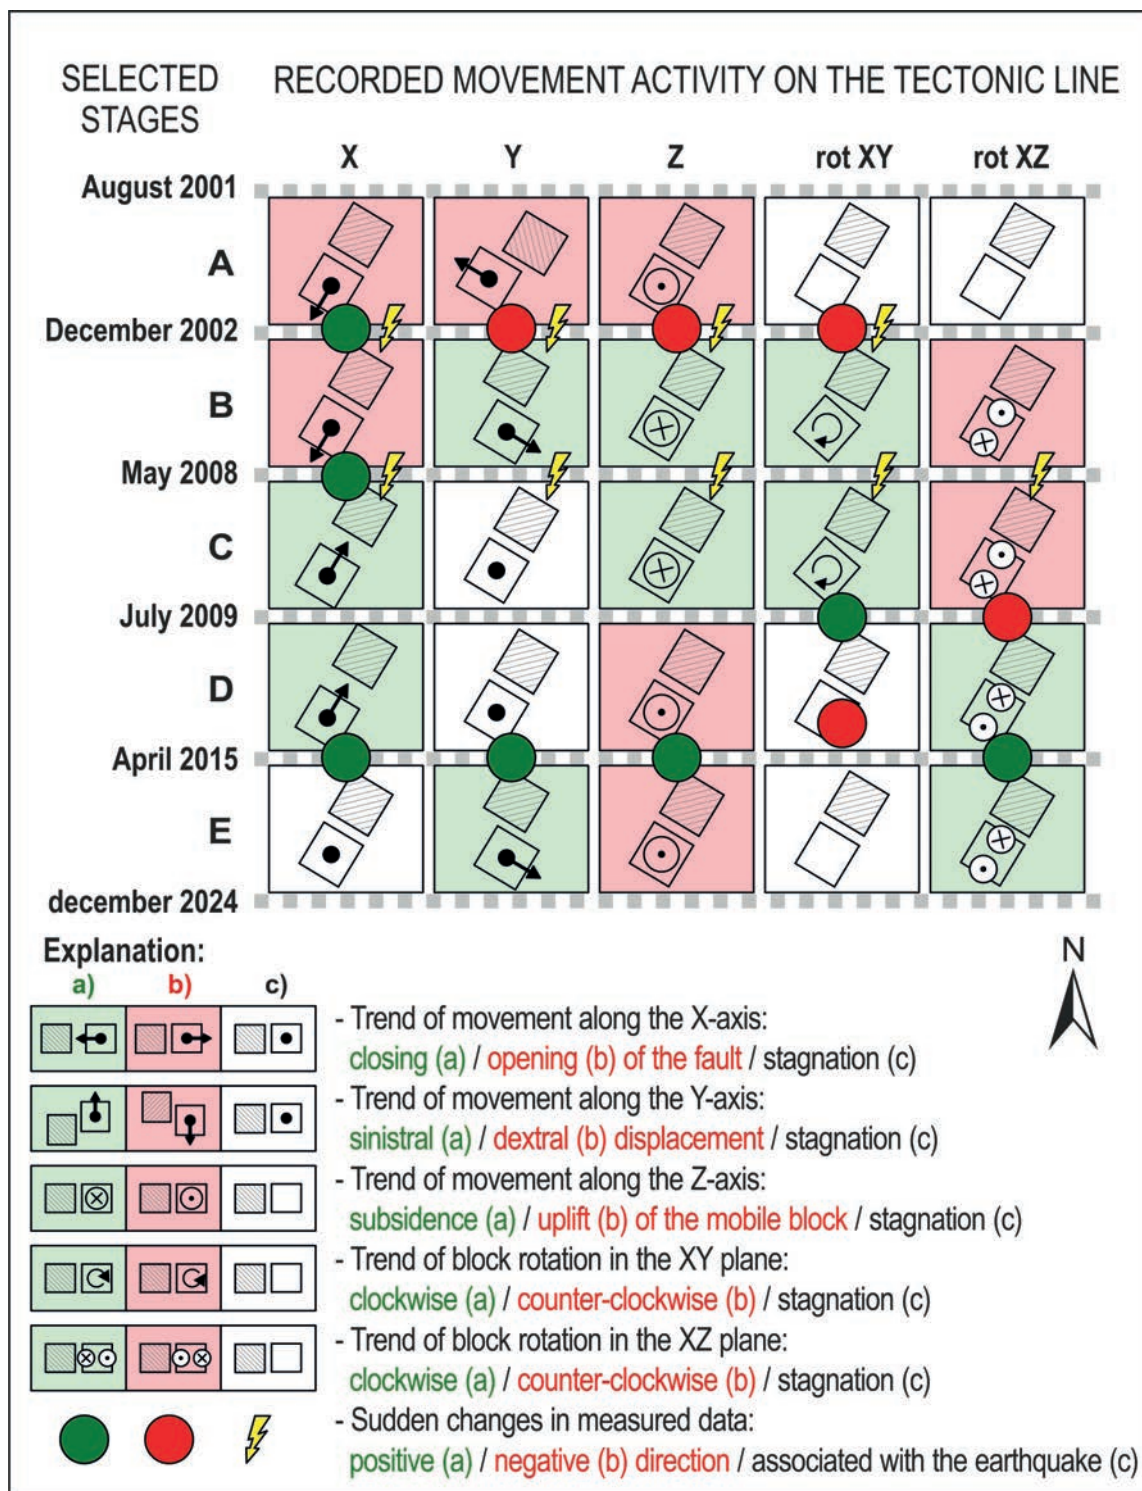 SELECTED
STAGES
RECORDED MOVEMENT ACTIVITY ON THE TECTONIC LINE
X Y Z rot XY rot XZ
August 2001
A
December 2002
B
May 2008
C
July 2009
D
April 2015
E
december 2024
Explanation:
N
a) b) c)
- Trend of movement along the X-axis:
closing (a) / opening (b) of the fault / stagnation (c)
- Trend of movement along the Y-axis:
sinistral (a) / dextral (b) displacement / stagnation (c)
- Trend of movement along the Z-axis:
subsidence (a) / uplift (b) of the mobile block / stagnation (c)
- Trend of block rotation in the XY plane:
clockwise (a) / counter-clockwise (b) / stagnation (c)
- Trend of block rotation in the XZ plane:
clockwise (a) / counter-clockwise (b) / stagnation (c)
- Sudden changes in measured data:
positive (a) / negative (b) direction / associated with the earthquake (c)